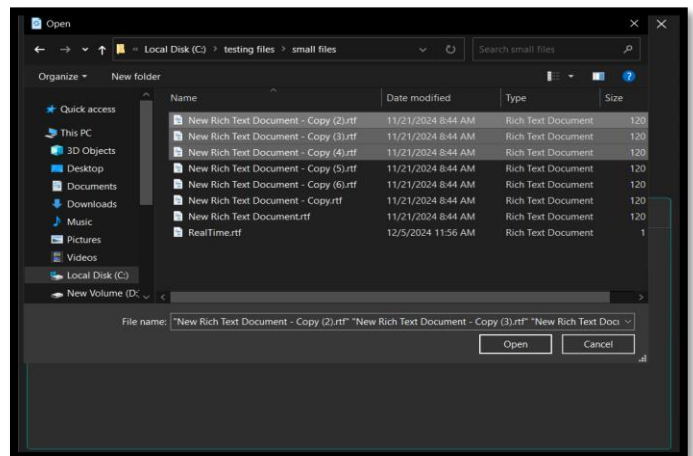 Open
« Local Disk (C:) > testing files > small files
Search small files
Organize New folder
Name Date modified Type Size
New Rich Text Document - Copy (2).rtf 11/21/2024 8:44 AM Rich Text Document 120
New Rich Text Document - Copy (3).rtf 11/21/2024 8:44 AM Rich Text Document 120
New Rich Text Document - Copy (4).rtf 11/21/2024 8:44 AM Rich Text Document 120
New Rich Text Document - Copy (5).rtf 11/21/2024 8:44 AM Rich Text Document 120
New Rich Text Document - Copy (6).rtf 11/21/2024 8:44 AM Rich Text Document 120
New Rich Text Document - Copy.rtf 11/21/2024 8:44 AM Rich Text Document 120
New Rich Text Document.rtf 11/21/2024 8:44 AM Rich Text Document 120
RealTime.rtf 12/5/2024 11:56 AM Rich Text Document 1
Quick access
This PC
3D Objects
Desktop
Documents
Downloads
Music
Pictures
Videos
Local Disk (C:)
New Volume (D:
File name: "New Rich Text Document - Copy (2).rtf" "New Rich Text Document - Copy (3).rtf" "New Rich Text Docu
Open Cancel